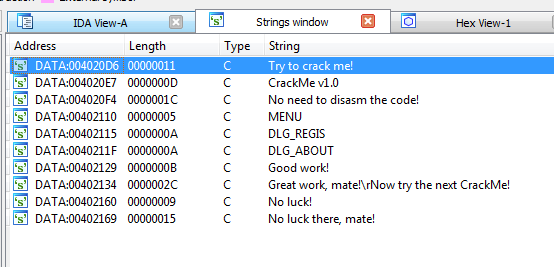 IDA View-A Strings window Hex View-1
Address Length Type String
DATA:004020D6 00000011 C Try to crack me!
DATA:004020E7 0000000D C CrackMe v1.0
DATA:004020F4 0000001C C No need to disasm the code!
DATA:00402110 00000005 C MENU
DATA:00402115 0000000A C DLG_REGIS
DATA:0040211F 0000000A C DLG_ABOUT
DATA:00402129 0000000B C Good work!
DATA:00402134 0000002C C Great work, mate!\rNow try the next CrackMe!
DATA:00402160 00000009 C No luck!
DATA:00402169 00000015 C No luck there, mate!